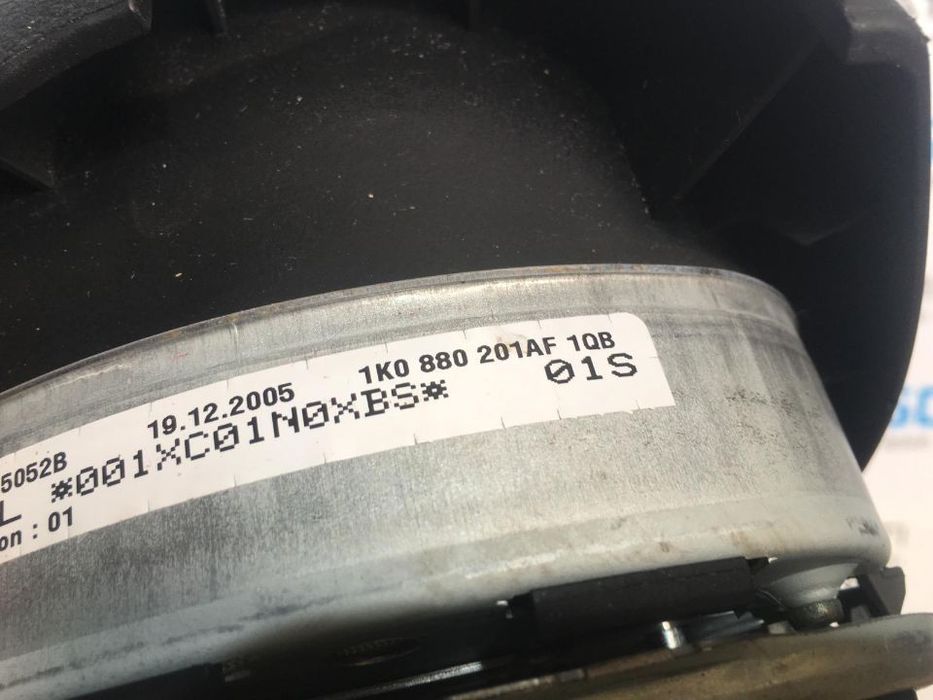 19.12.2005 1K0 880 201AF 1QB
5052B *001XC01N0XBS* 01S
L
on : 01